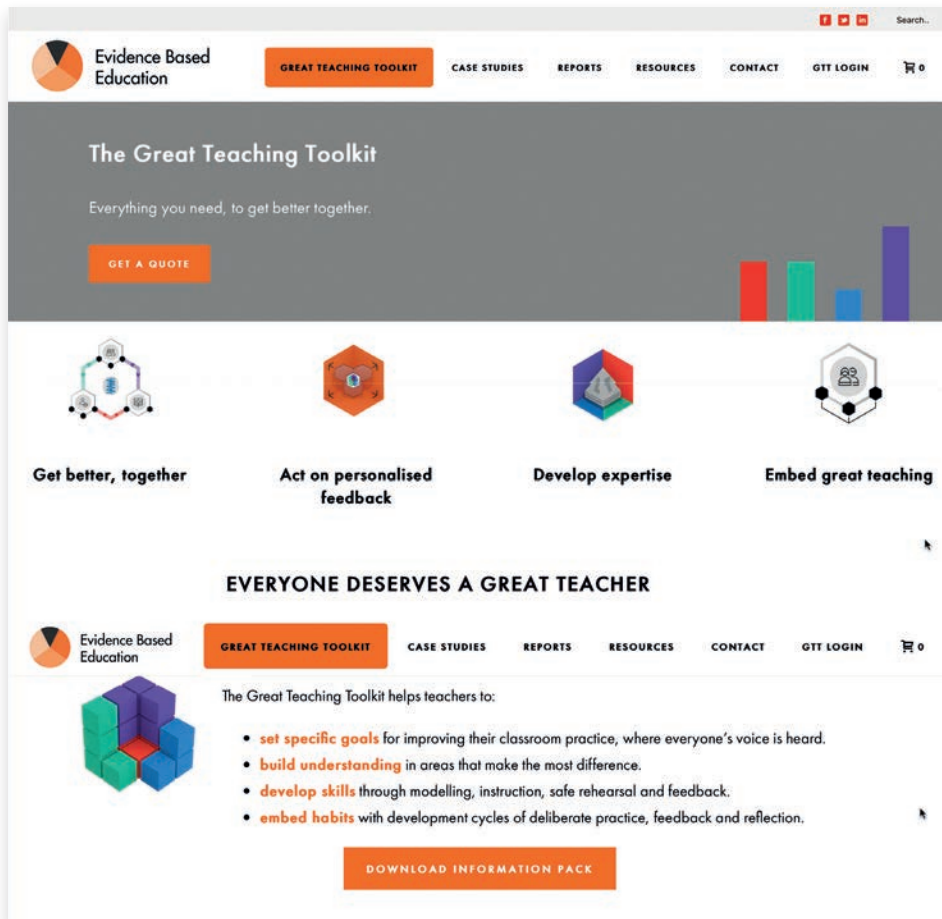 Search..
Evidence Based
Education
GREAT TEACHING TOOLKIT CASE STUDIES REPORTS RESOURCES CONTACT GTT LOGIN 0
The Great Teaching Toolkit
Everything you need, to get better together.
GET A QUOTE
Get better, together
Act on personalised
feedback
Develop expertise
Embed great teaching
EVERYONE DESERVES A GREAT TEACHER
Evidence Based
Education
GREAT TEACHING TOOLKIT CASE STUDIES REPORTS RESOURCES CONTACT GTT LOGIN 0
The Great Teaching Toolkit helps teachers to:
• set specific goals for improving their classroom practice, where everyone's voice is heard.
• build understanding in areas that make the most difference.
• develop skills through modelling, instruction, safe rehearsal and feedback.
• embed habits with development cycles of deliberate practice, feedback and reflection.
DOWNLOAD INFORMATION PACK